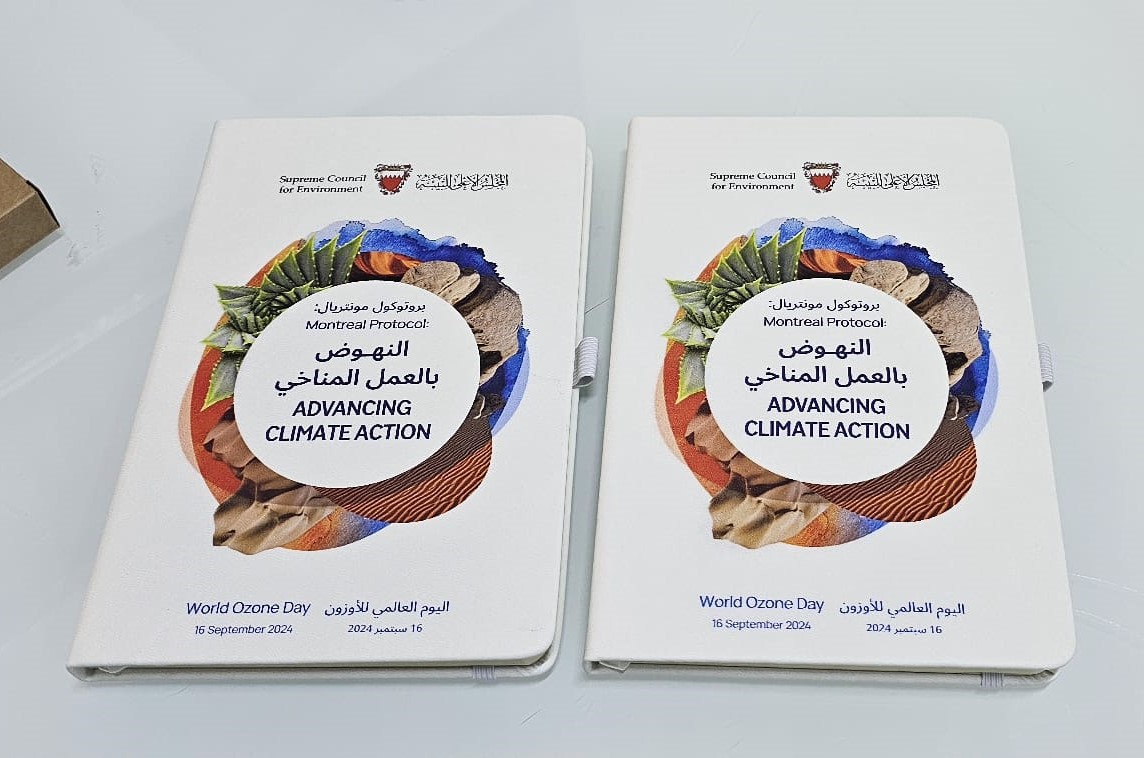 Supreme Council
for Environment
المجلس الأعلى للبيئة
بروتوكول مونتريال:
Montreal Protocol:
النهوض
بالعمل المناخي
ADVANCING
CLIMATE ACTION
World Ozone Day
اليوم العالمي للأوزون
16 September 2024
16 سبتمبر 2024
Supreme Council
for Environment
المجلس الأعلى للبيئة
بروتوكول مونتريال:
Montreal Protocol:
النهوض
بالعمل المناخي
ADVANCING
CLIMATE ACTION
World Ozone Day
اليوم العالمي للأوزون
16 September 2024
16 سبتمبر 2024